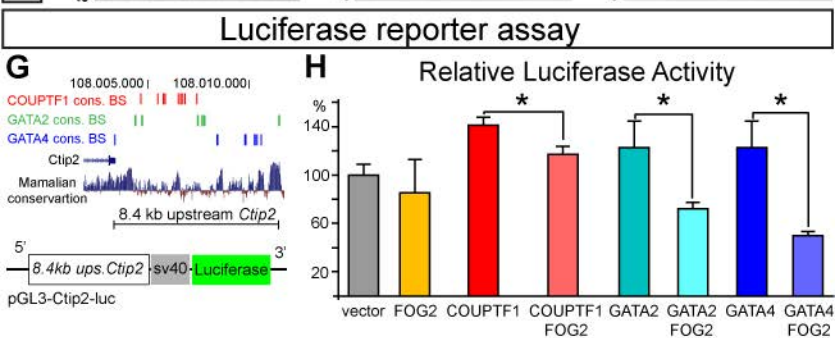 Luciferase reporter assay
G
108.005.000 108.010.000
COUPTF1 cons. BS
GATA2 cons. BS
GATA4 cons. BS
Ctip2
Mamalian
conservartion
8.4 kb upstream Ctip2
5' 3'
8.4kb ups.Ctip2 sv40 Luciferase
pGL3-Ctip2-luc
H Relative Luciferase Activity
%
140
100
60
20
* * *
vector FOG2 COUPTF1 COUPTF1 GATA2 GATA2 GATA4 GATA4
FOG2 FOG2 FOG2